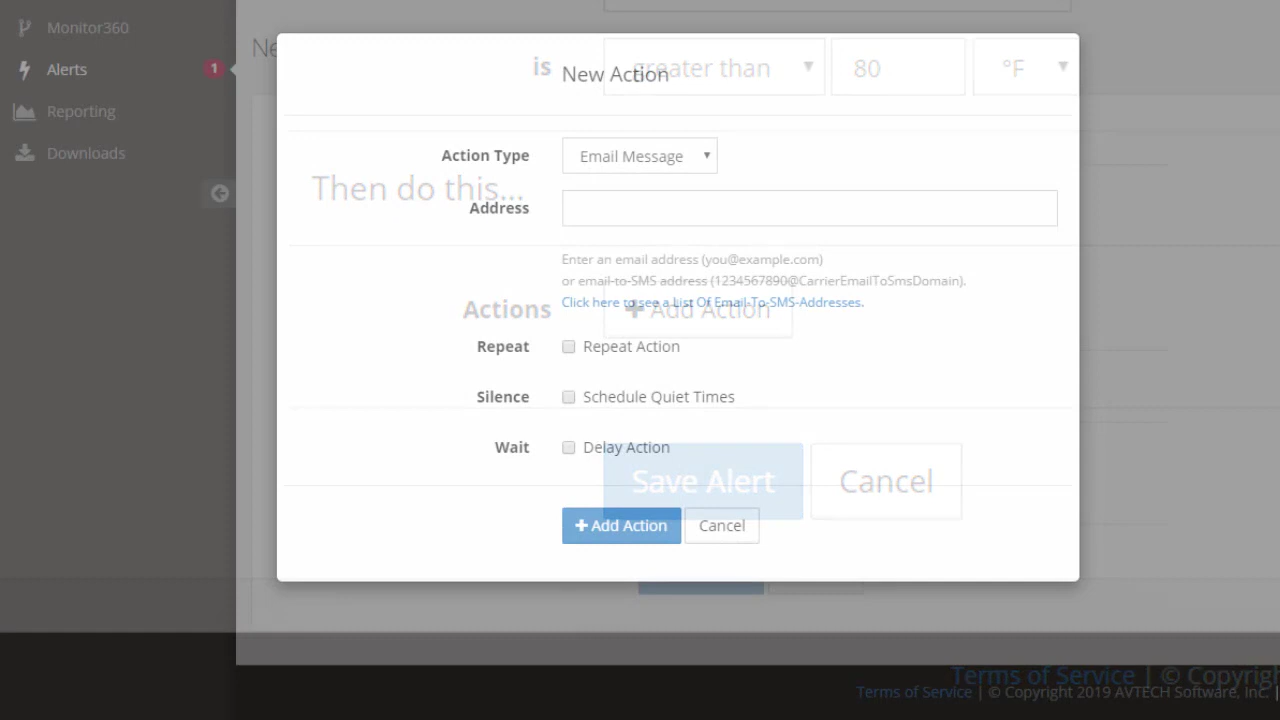 Monitor360
Alerts
1
Reporting
Downloads
Ne
is
greater than
80
°F
New Action
Action Type
Email Message
Then do this...
Address
Enter an email address (you@example.com)
or email-to-SMS address (1234567890@CarrierEmailToSmsDomain).
Click here to see a List Of Email-To-SMS-Addresses.
Actions
Add Action
Repeat
Repeat Action
Silence
Schedule Quiet Times
Wait
Delay Action
Save Alert
Cancel
Add Action
Cancel
Terms of Service | © Copyrigh
Terms of Service | © Copyright 2019 AVTECH Software, Inc. |